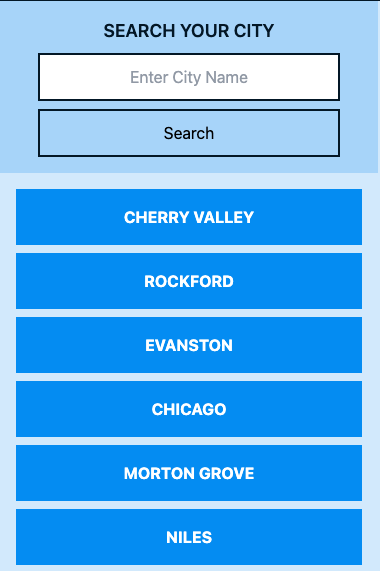 SEARCH YOUR CITY
Enter City Name
Search
CHERRY VALLEY
ROCKFORD
EVANSTON
CHICAGO
MORTON GROVE
NILES